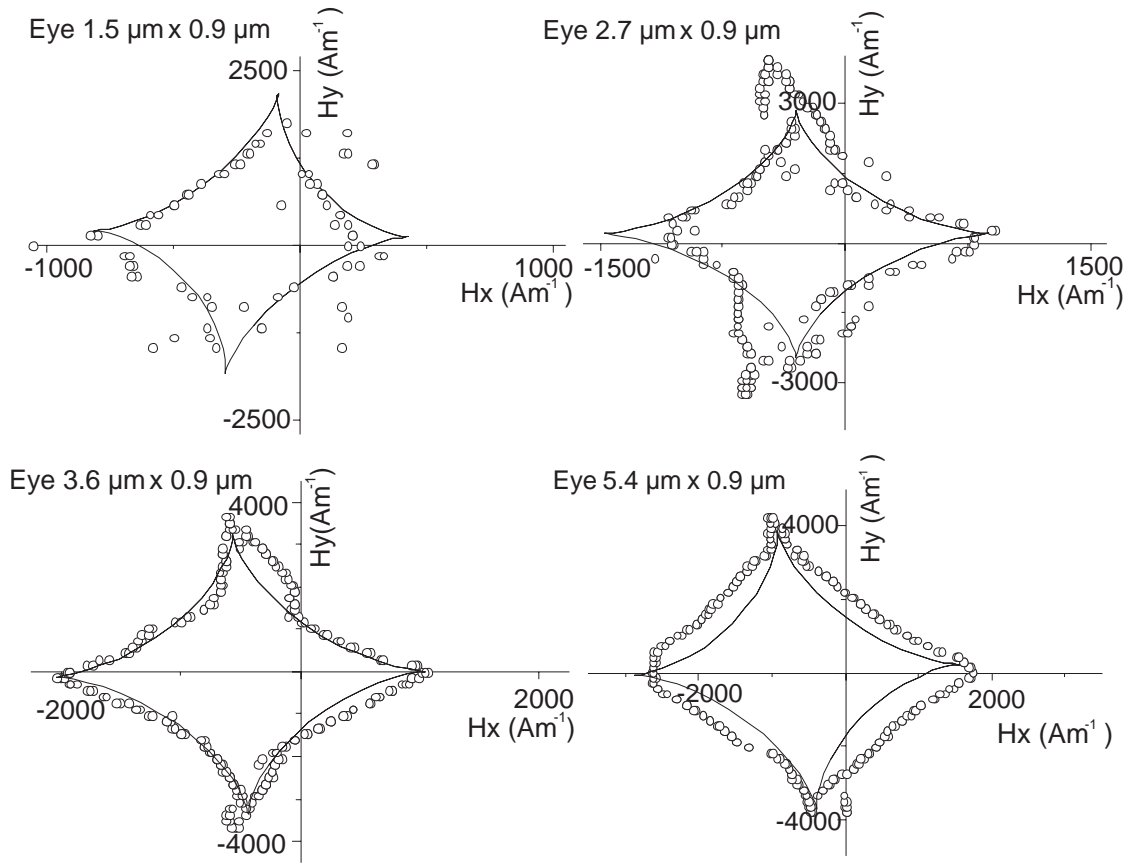 Eye 1.5 µm x 0.9 µm
2500
Hy (Am-1)
-1000
1000
Hx (Am-1)
-2500
Eye 2.7 µm x 0.9 µm
3000
Hy (Am-1)
-1500
1500
Hx (Am-1)
-3000
Eye 3.6 µm x 0.9 µm
4000
Hy(Am-1)
-2000
2000
Hx (Am-1)
-4000
Eye 5.4 µm x 0.9 µm
4000
Hy (Am-1)
-2000
2000
Hx (Am-1 )
-4000